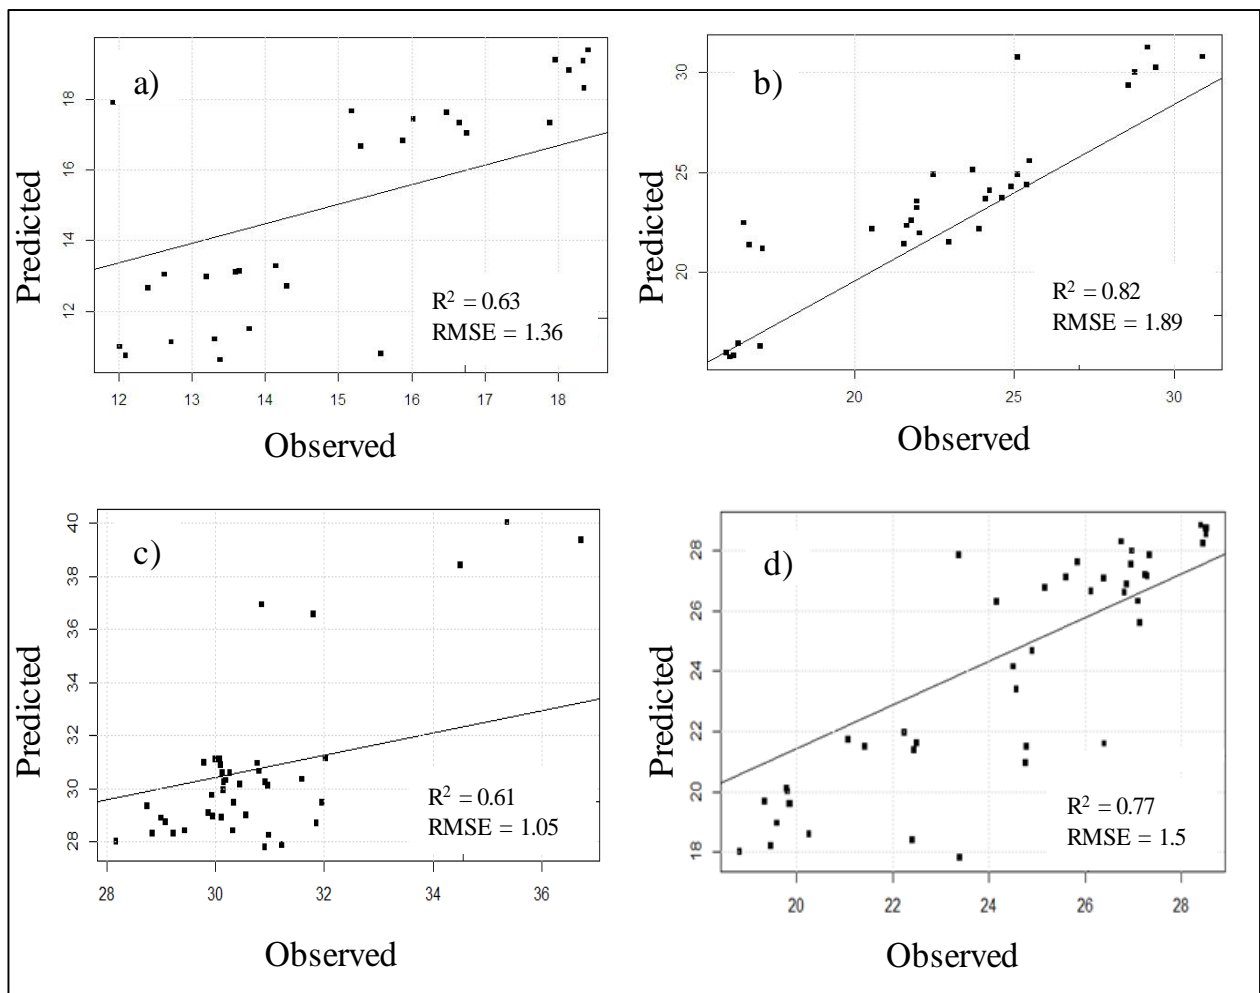 a)
Predicted
18
16
14
12
R² = 0.63
RMSE = 1.36
12 13 14 15 16 17 18
Observed
b)
Predicted
30
25
20
R² = 0.82
RMSE = 1.89
20 25 30
Observed
c)
Predicted
40
38
36
34
32
30
28
R² = 0.61
RMSE = 1.05
28 30 32 34 36
Observed
d)
Predicted
28
26
24
22
20
18
R² = 0.77
RMSE = 1.5
20 22 24 26 28
Observed